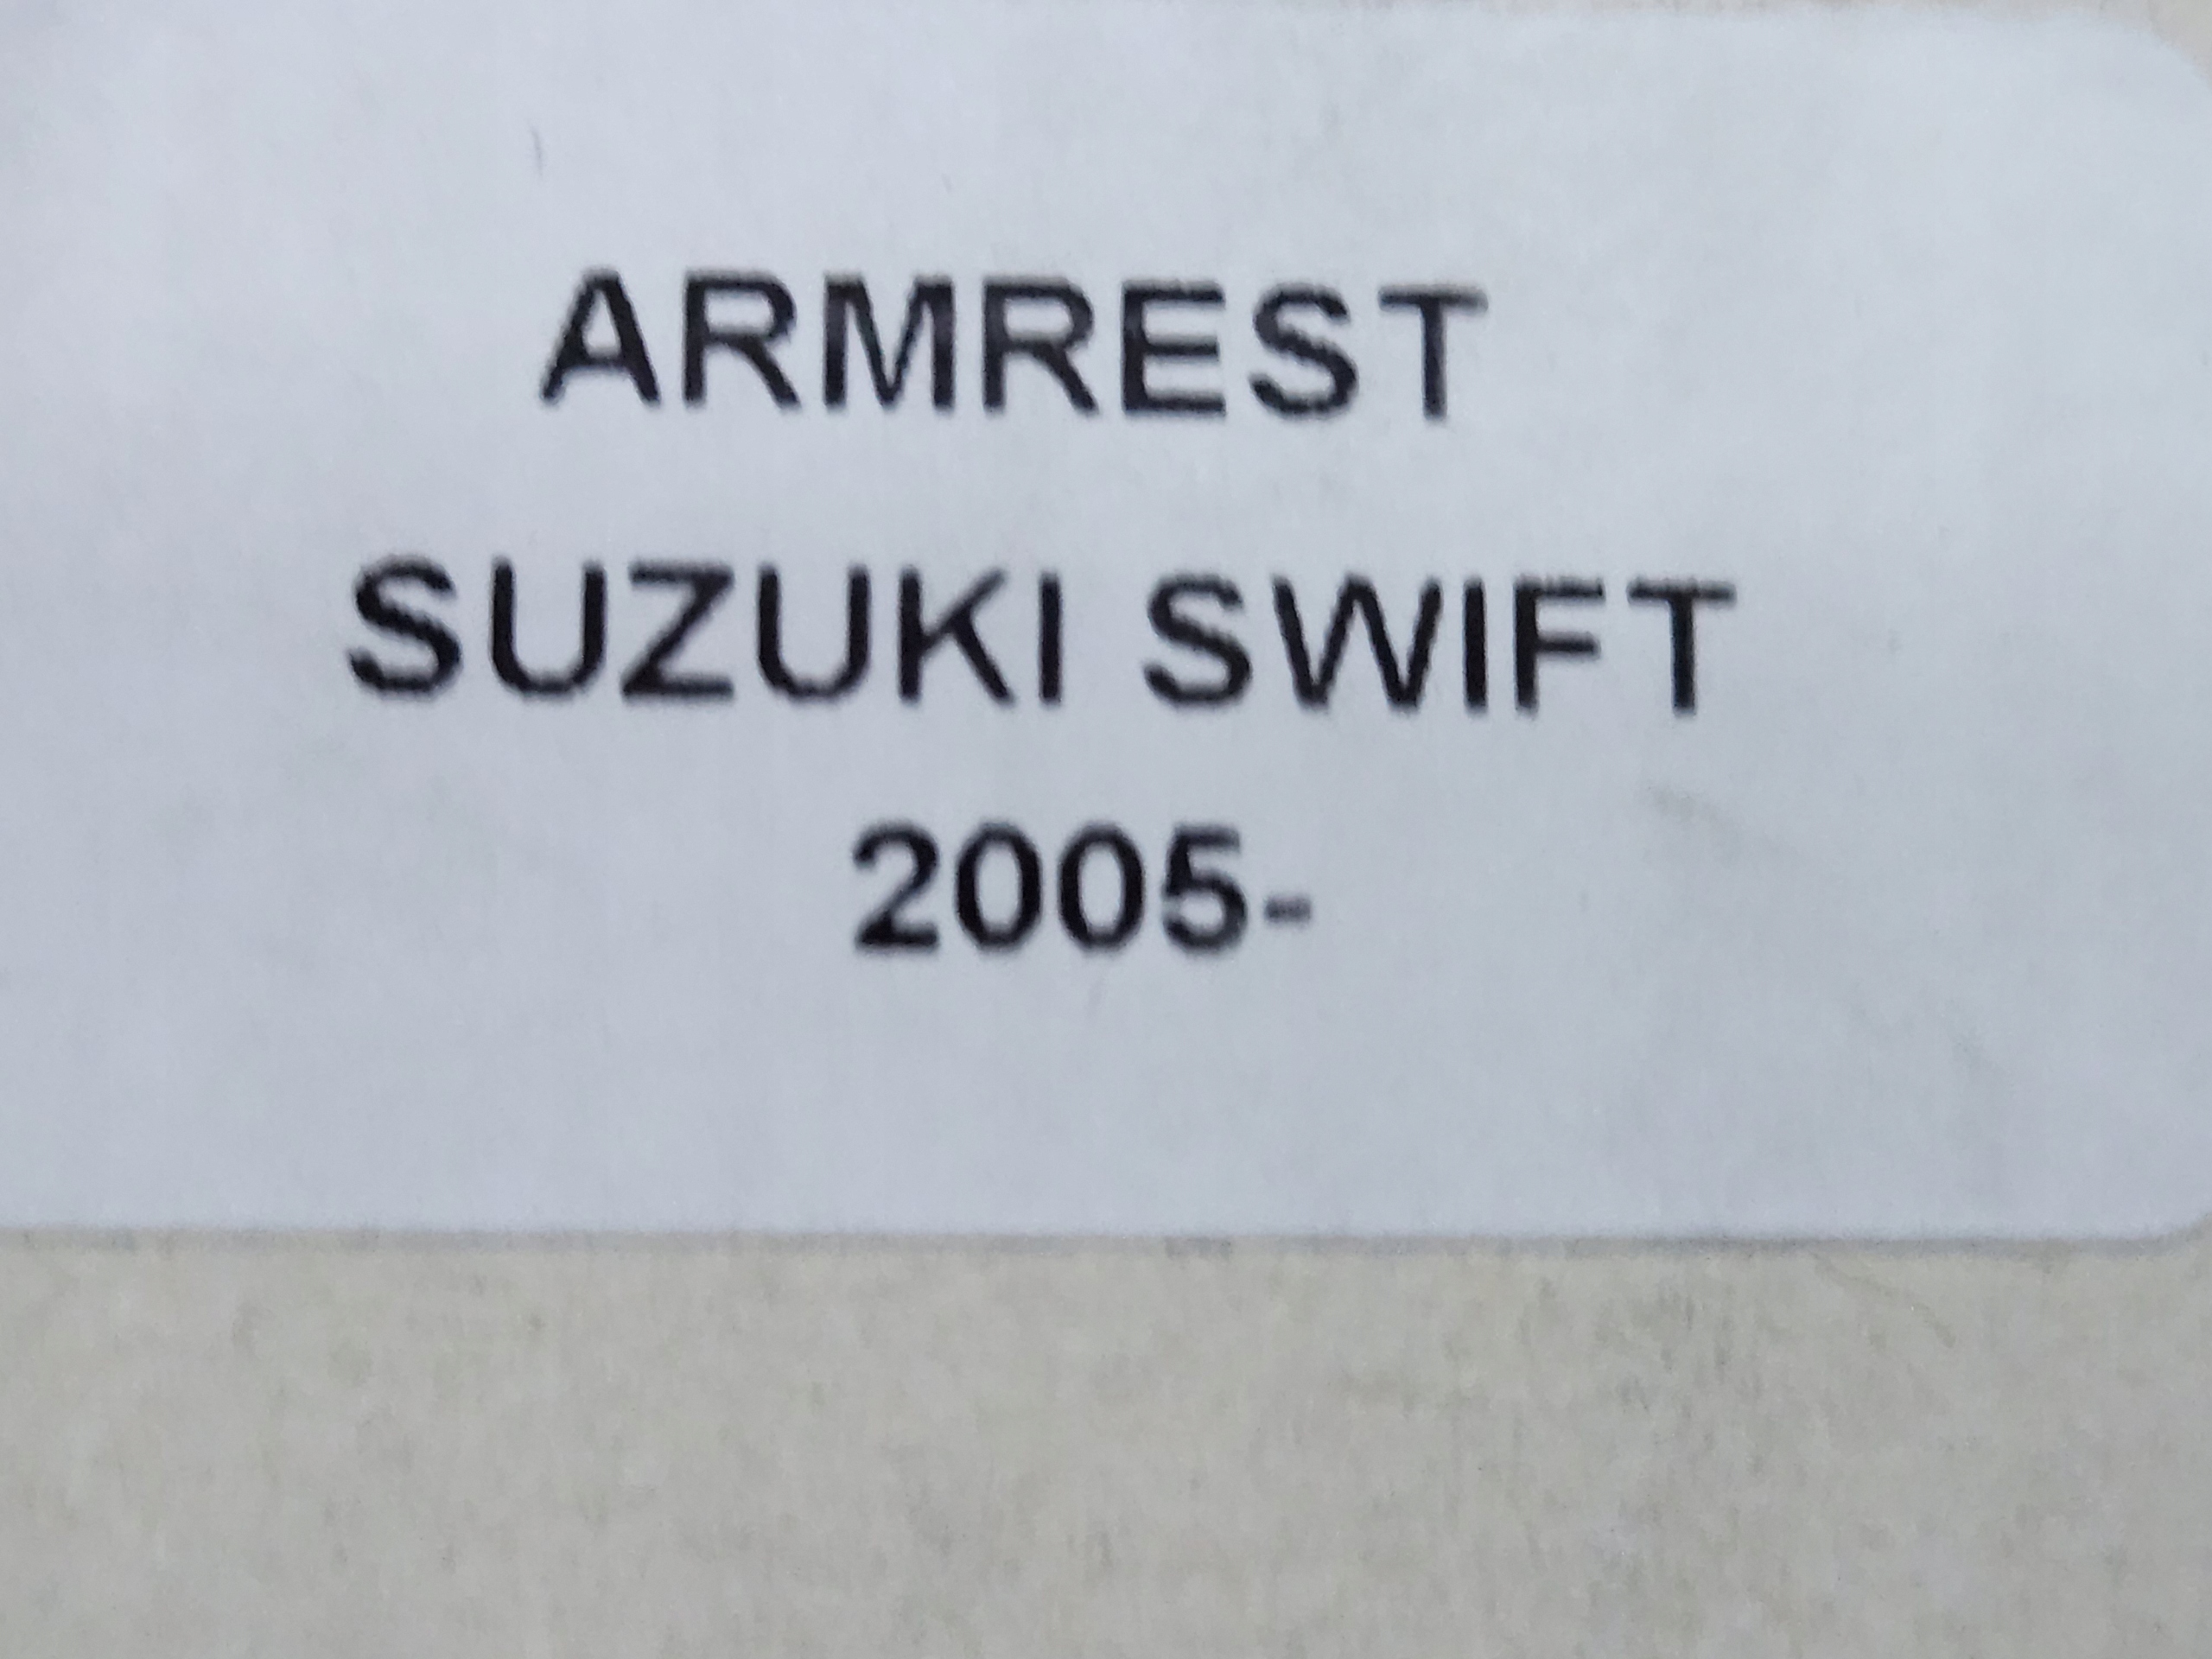 ARMREST
SUZUKI SWIFT
2005-